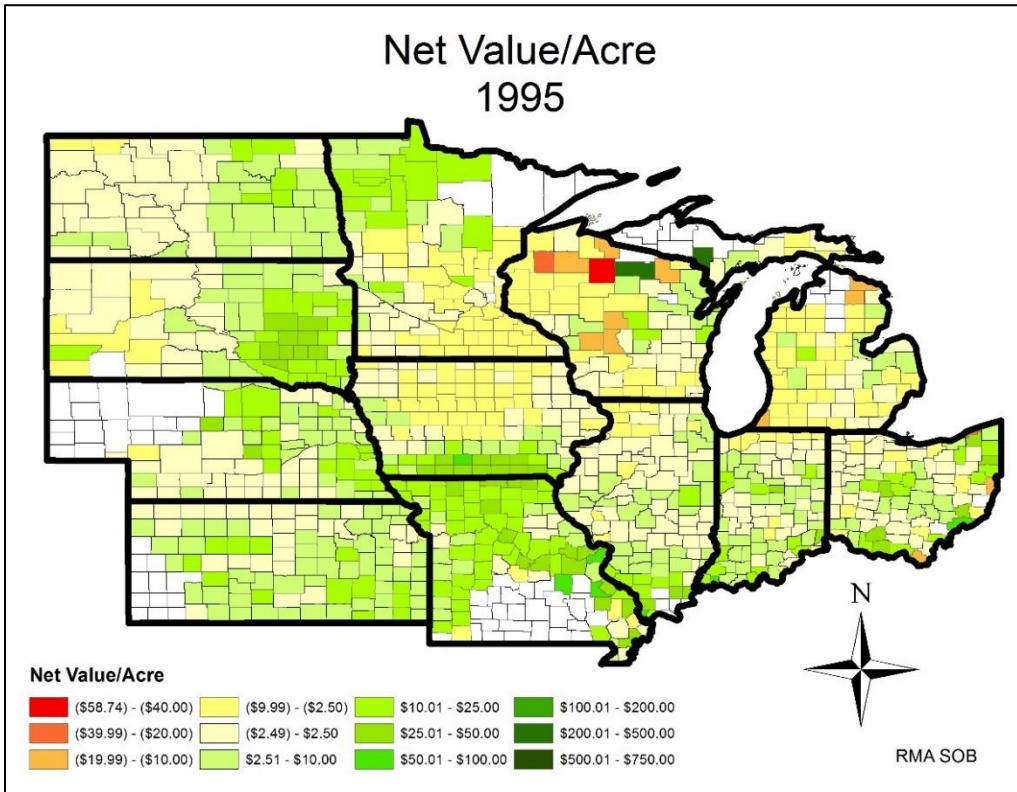 Net Value/Acre
1995
N
Net Value/Acre
($58.74) - ($40.00) ($9.99) - ($2.50) $10.01 - $25.00 $100.01 - $200.00
($39.99) - ($20.00) ($2.49) - $2.50 $25.01 - $50.00 $200.01 - $500.00
($19.99) - ($10.00) $2.51 - $10.00 $50.01 - $100.00 $500.01 - $750.00
RMA SOB